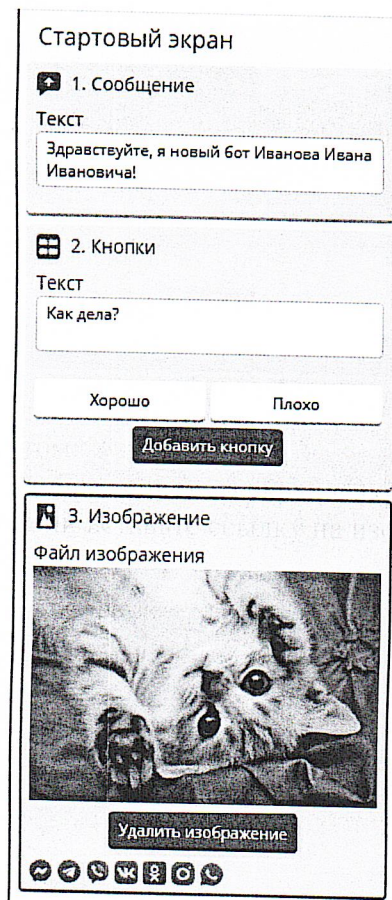 Стартовый экран
1. Сообщение
Текст
Здравствуйте, я новый бот Иванова Ивана
Ивановича!
2. Кнопки
Текст
Как дела?
Хорошо
Плохо
Добавить кнопку
3. Изображение
Файл изображения
Удалить изображение